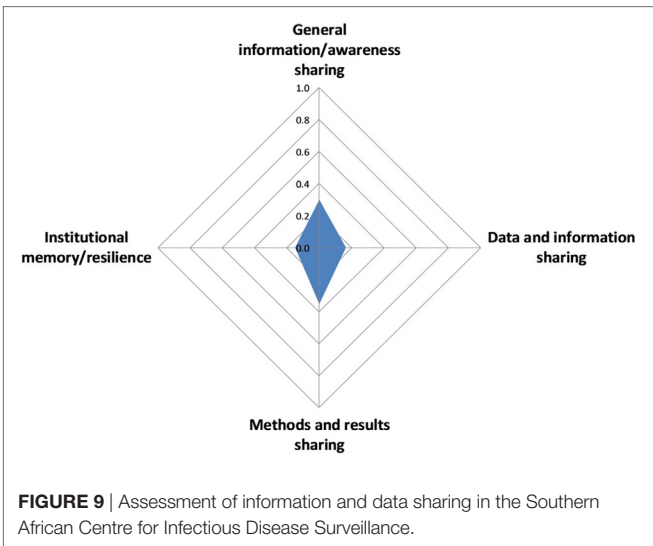 General
information/awareness
sharing
1.0
0.8
0.6
0.4
0.2
0.0
Institutional
memory/resilience
Data and information
sharing
Methods and results
sharing
FIGURE 9 | Assessment of information and data sharing in the Southern
African Centre for Infectious Disease Surveillance.